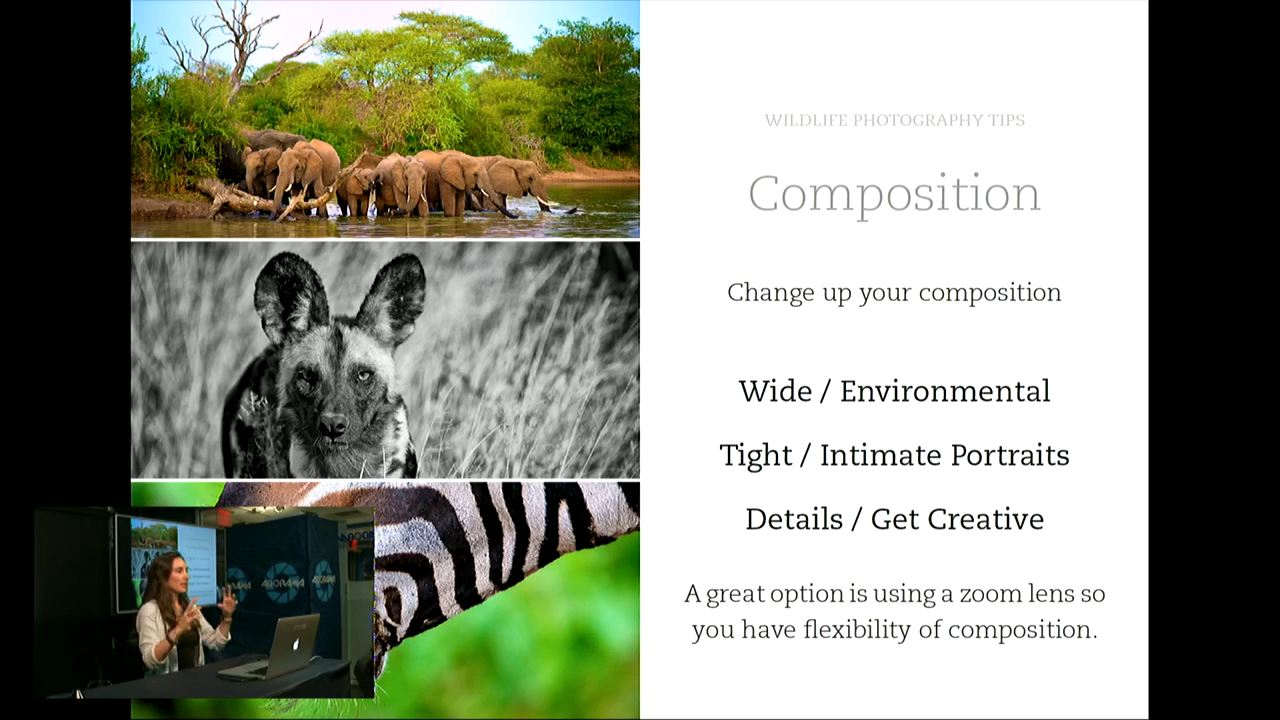 WILDLIFE PHOTOGRAPHY TIPS
Composition
Change up your composition
Wide / Environmental
Tight / Intimate Portraits
Details / Get Creative
A great option is using a zoom lens so
you have flexibility of composition.
ADORAMA